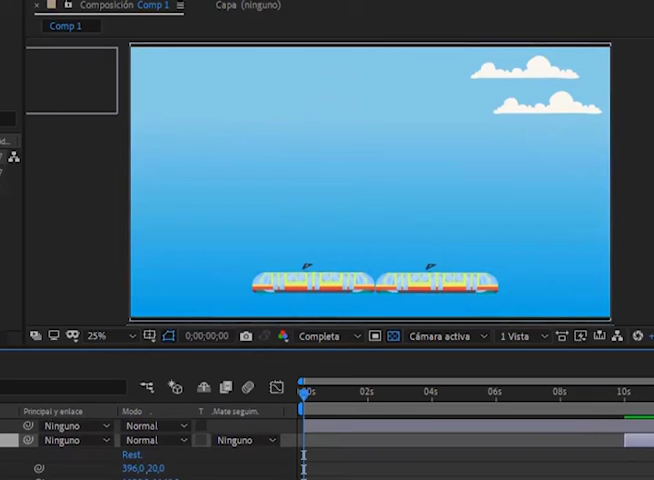 Composición Comp 1 Capa (ninguno)
Comp 1
25% 0;00;00;00 Completa Cámara activa 1 Vista
02s 04s 06s 08s 10s
Principal y enlace Modo T Mate seguim.
Ninguno Normal
Ninguno Normal Ninguno
Rest.
396,0,20,0